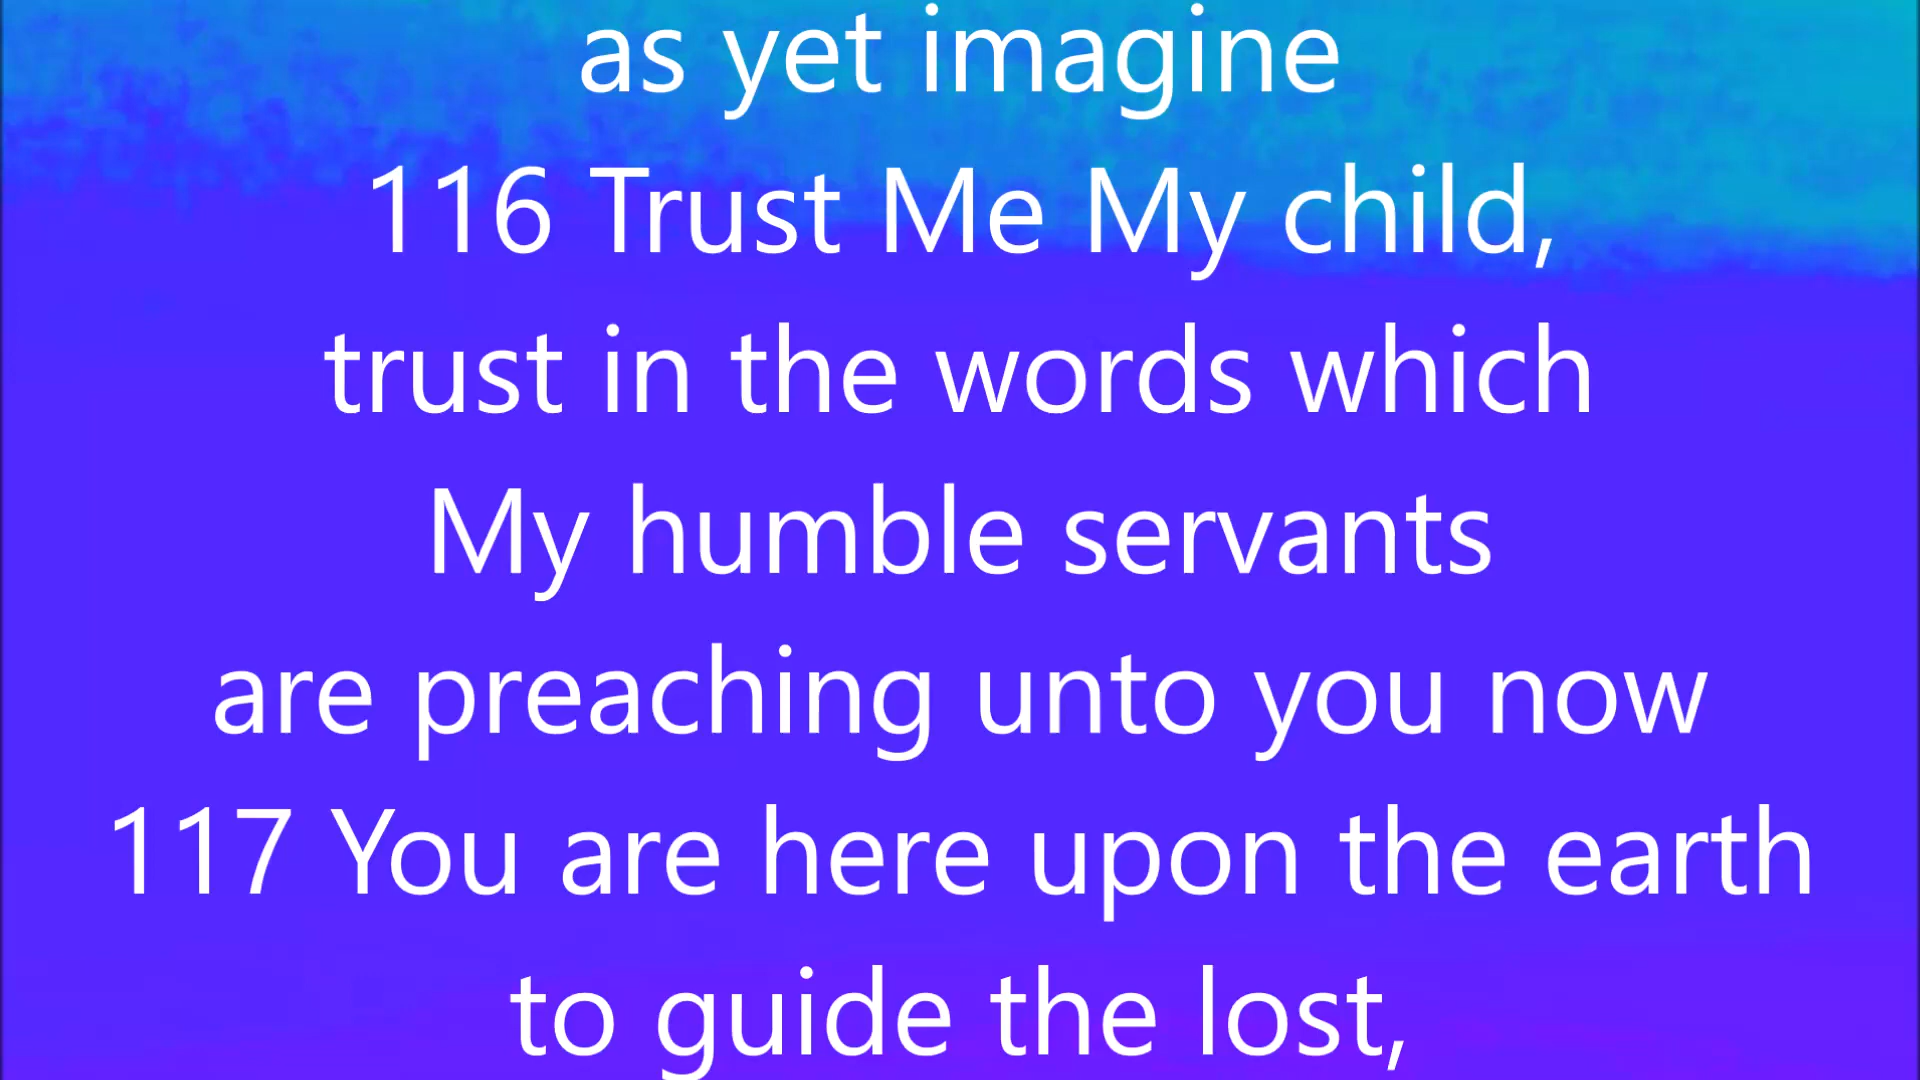 as yet imagine
116 Trust Me My child,
trust in the words which
My humble servants
are preaching unto you now
117 You are here upon the earth
to guide the lost,